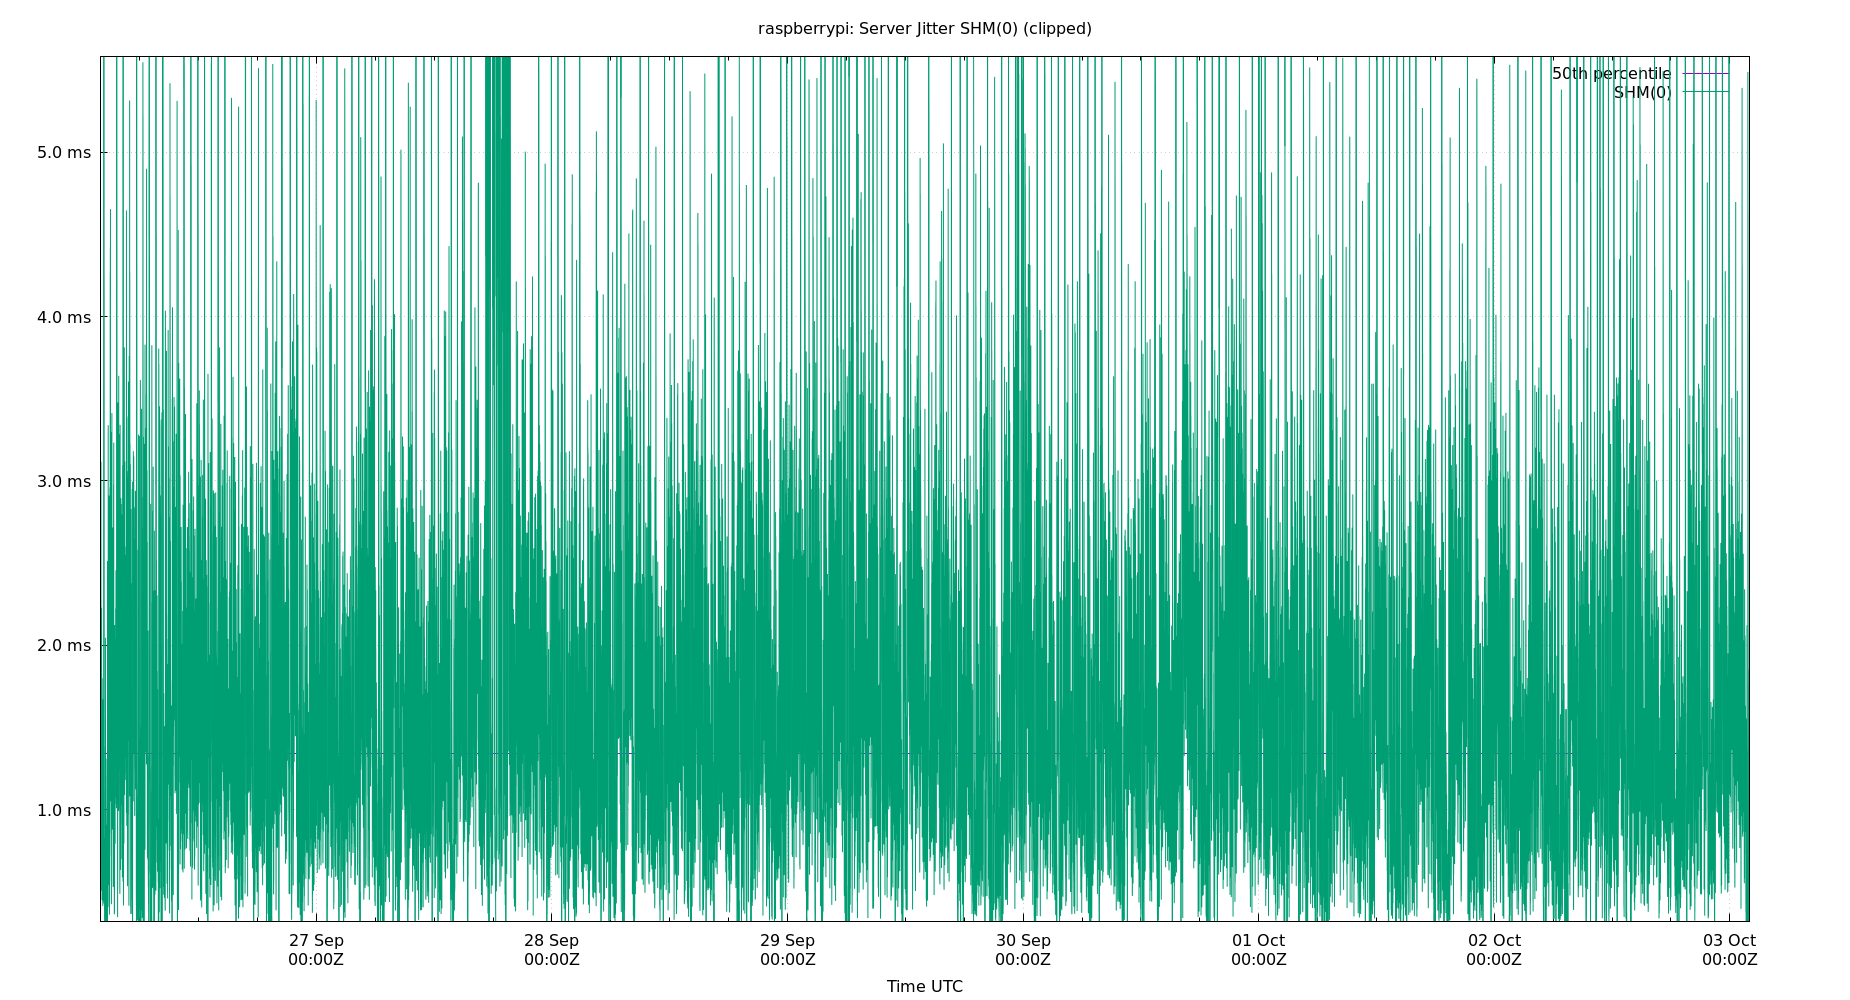 raspberrypi: Server Jitter SHM(0) (clipped)
50th percentile
SHM(0)
5.0 ms
4.0 ms
3.0 ms
2.0 ms
1.0 ms
27 Sep 28 Sep 29 Sep 30 Sep 01 Oct 02 Oct 03 Oct
00:00Z 00:00Z 00:00Z 00:00Z 00:00Z 00:00Z 00:00Z
Time UTC